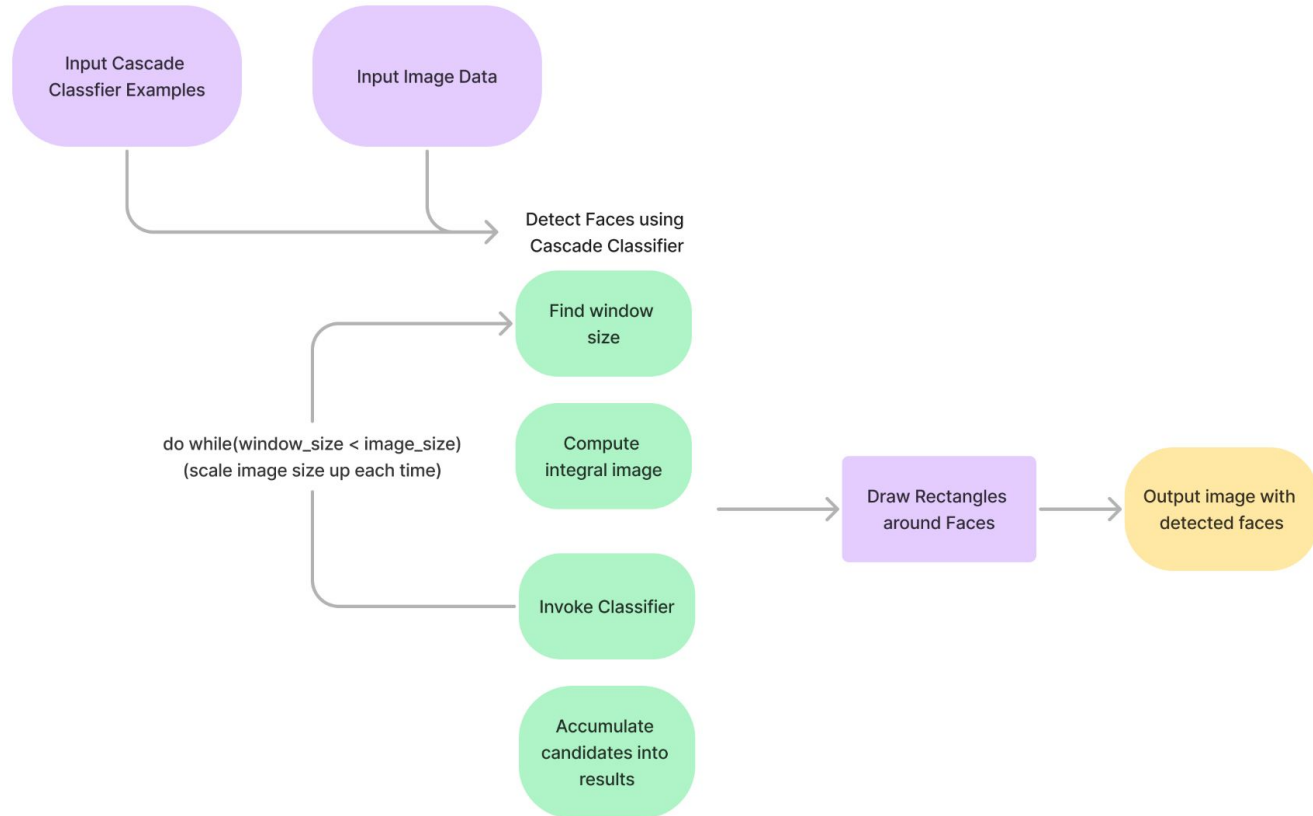 Input Cascade
Classfier Examples
Input Image Data
Detect Faces using
Cascade Classifier
Find window
size
do while(window_size < image_size)
(scale image size up each time)
Compute
integral image
Draw Rectangles
around Faces
Output image with
detected faces
Invoke Classifier
Accumulate
candidates into
results